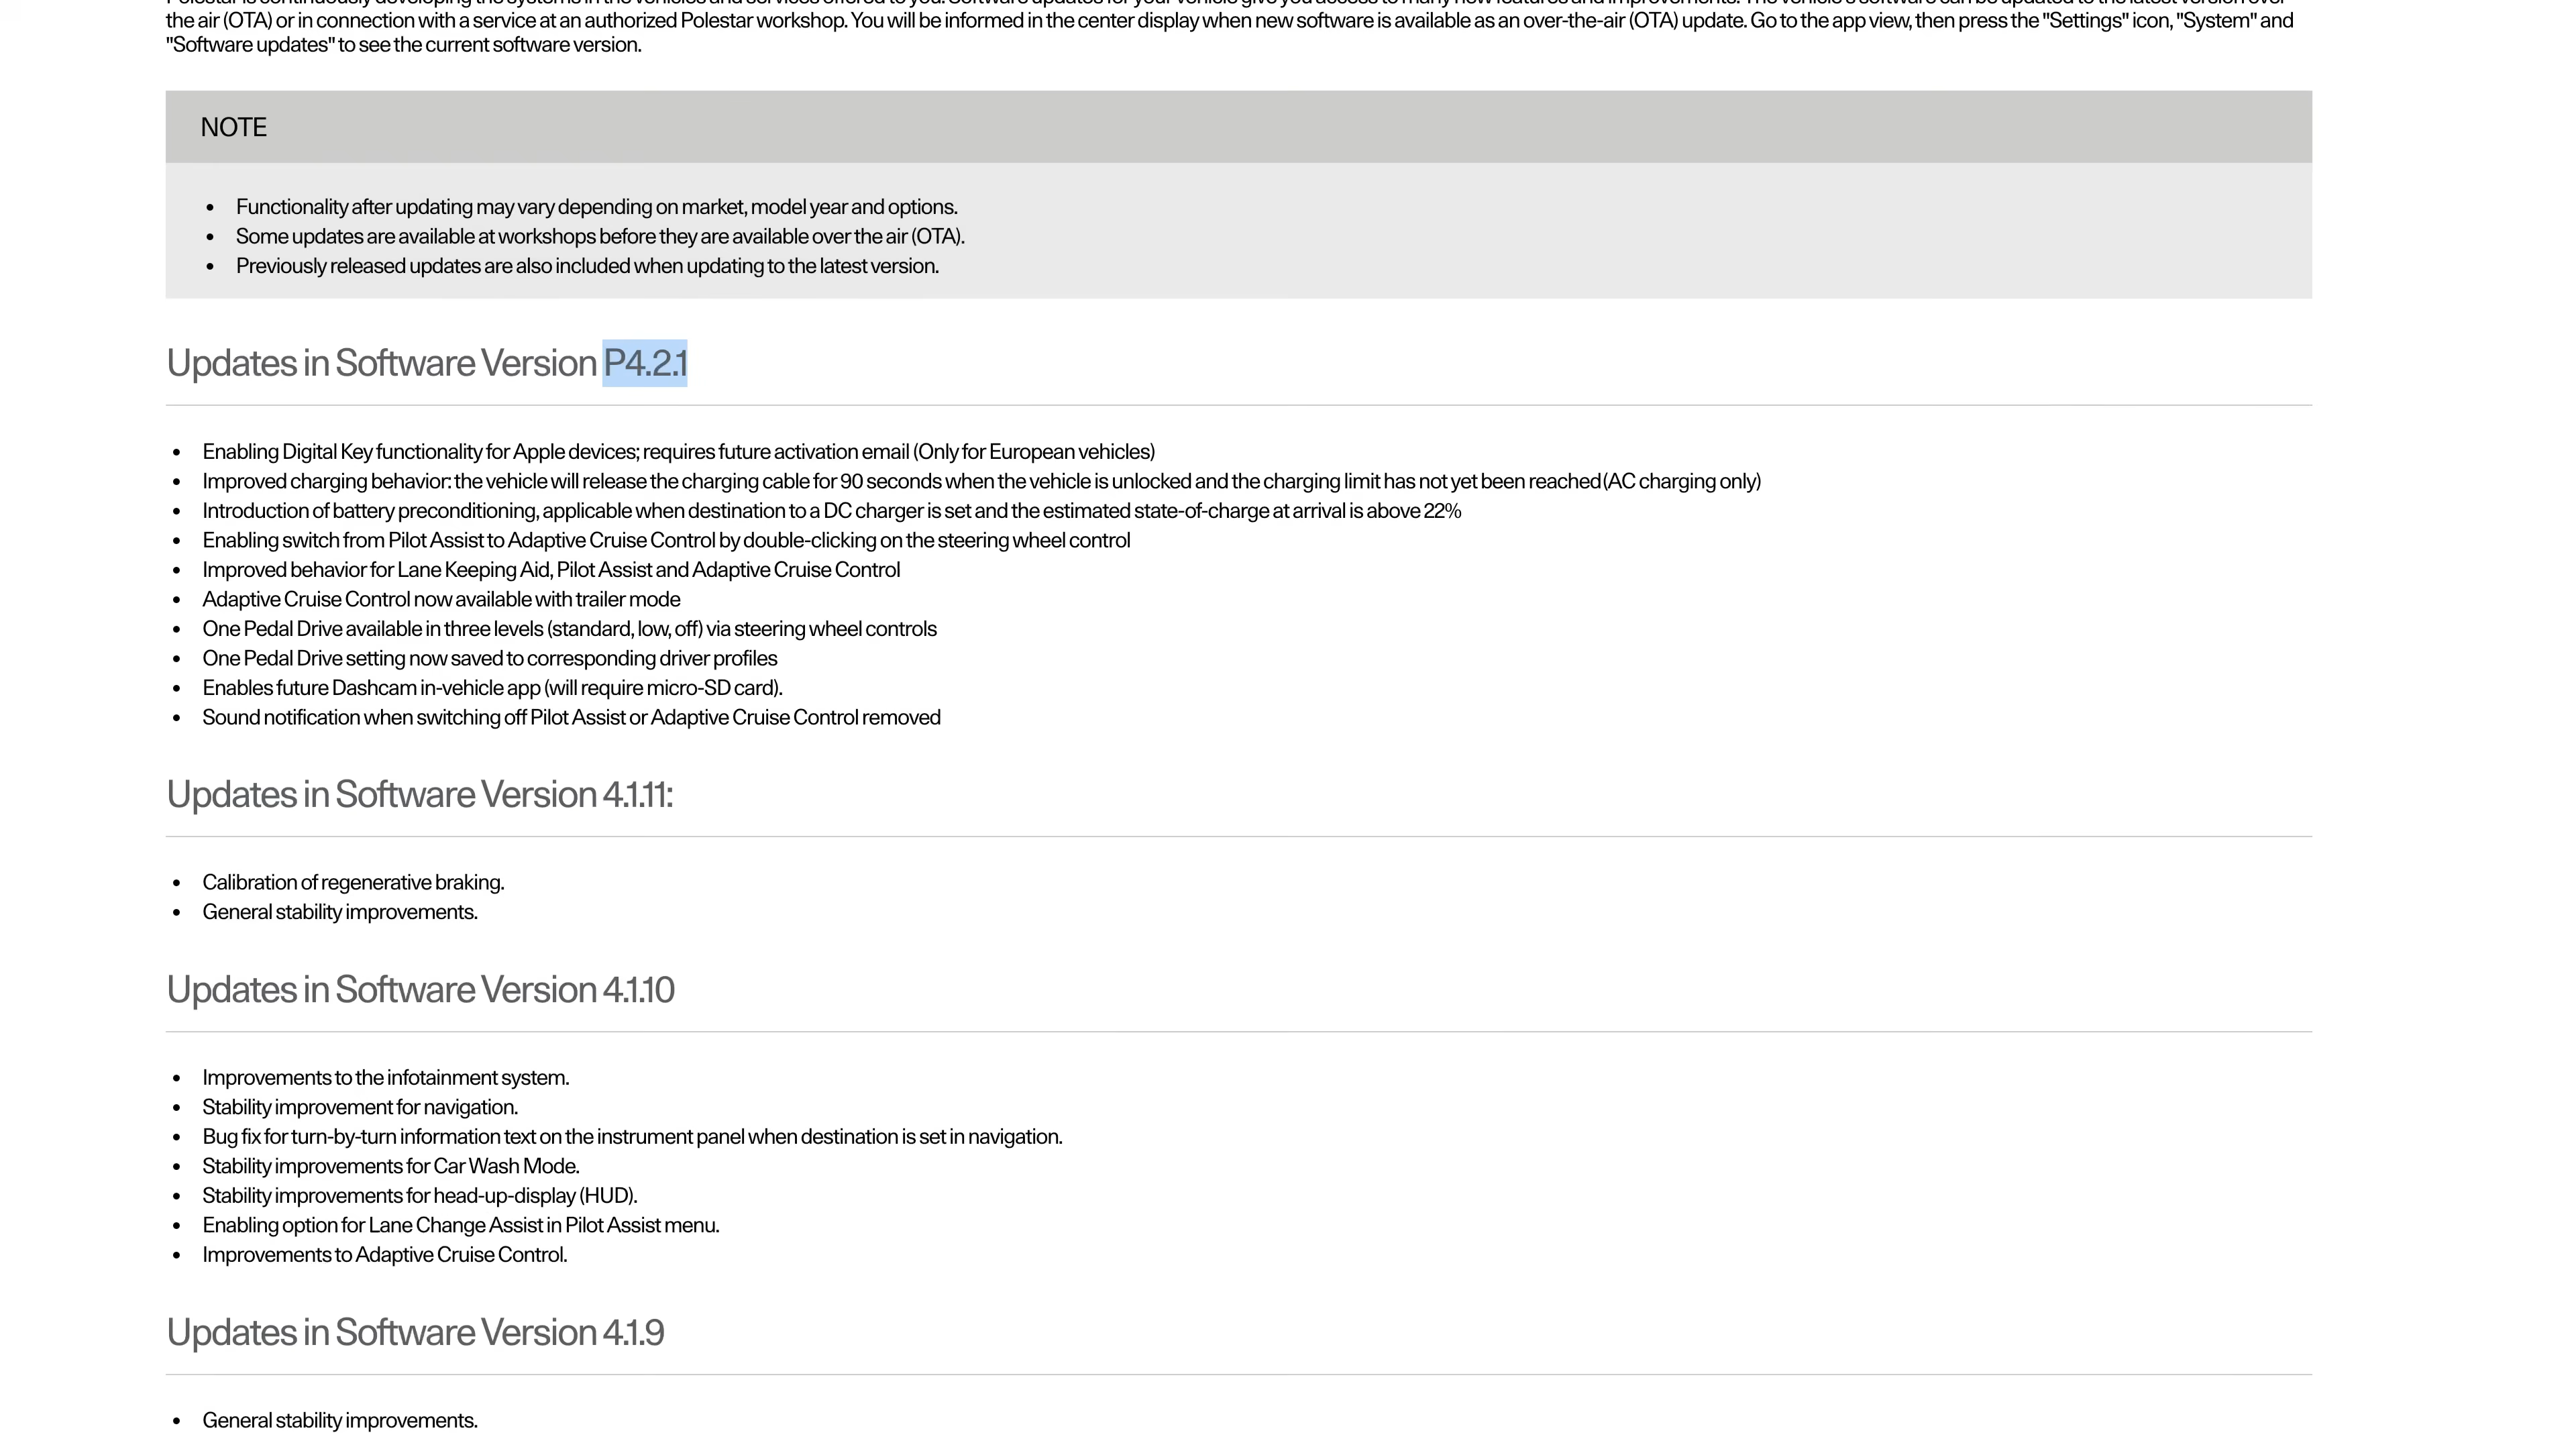 the air (OTA) or in connection with a service at an authorized Polestar workshop. You will be informed in the center display when new software is available as an over-the-air (OTA) update. Go to the app view, then press the "Settings" icon, "System" and
"Software updates" to see the current software version.
NOTE
• Functionality after updating may vary depending on market, model year and options.
• Some updates are available at workshops before they are available over the air (OTA).
• Previously released updates are also included when updating to the latest version.
Updates in Software Version P4.2.1
• Enabling Digital Key functionality for Apple devices; requires future activation email (Only for European vehicles)
• Improved charging behavior: the vehicle will release the charging cable for 90 seconds when the vehicle is unlocked and the charging limit has not yet been reached(AC charging only)
• Introduction of battery preconditioning, applicable when destination to a DC charger is set and the estimated state-of-charge at arrival is above 22%
• Enabling switch from Pilot Assist to Adaptive Cruise Control by double-clicking on the steering wheel control
• Improved behavior for Lane Keeping Aid, Pilot Assist and Adaptive Cruise Control
• Adaptive Cruise Control now available with trailer mode
• One Pedal Drive available in three levels (standard, low, off) via steering wheel controls
• One Pedal Drive setting now saved to corresponding driver profiles
• Enables future Dashcam in-vehicle app (will require micro-SD card).
• Sound notification when switching off Pilot Assist or Adaptive Cruise Control removed
Updates in Software Version 4.1.11:
• Calibration of regenerative braking.
• General stability improvements.
Updates in Software Version 4.1.10
• Improvements to the infotainment system.
• Stability improvement for navigation.
• Bug fix for turn-by-turn information text on the instrument panel when destination is set in navigation.
• Stability improvements for Car Wash Mode.
• Stability improvements for head-up-display (HUD).
• Enabling option for Lane Change Assist in Pilot Assist menu.
• Improvements to Adaptive Cruise Control.
Updates in Software Version 4.1.9
• General stability improvements.